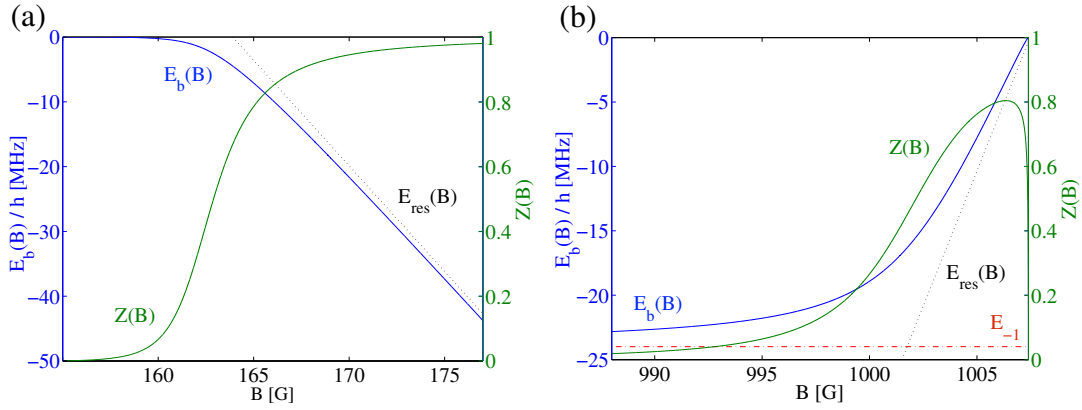 (a)
0
−10
−20
−30
−40
−50
E_b(B) / h [MHz]
160
165
170
175
B [G]
0
0.2
0.4
0.6
0.8
1
Z(B)
E_b(B)
E_res(B)
Z(B)
(b)
0
−5
−10
−15
−20
−25
E_b(B) / h [MHz]
990
995
1000
1005
B [G]
0
0.2
0.4
0.6
0.8
1
Z(B)
Z(B)
E_res(B)
E_b(B)
E_−1